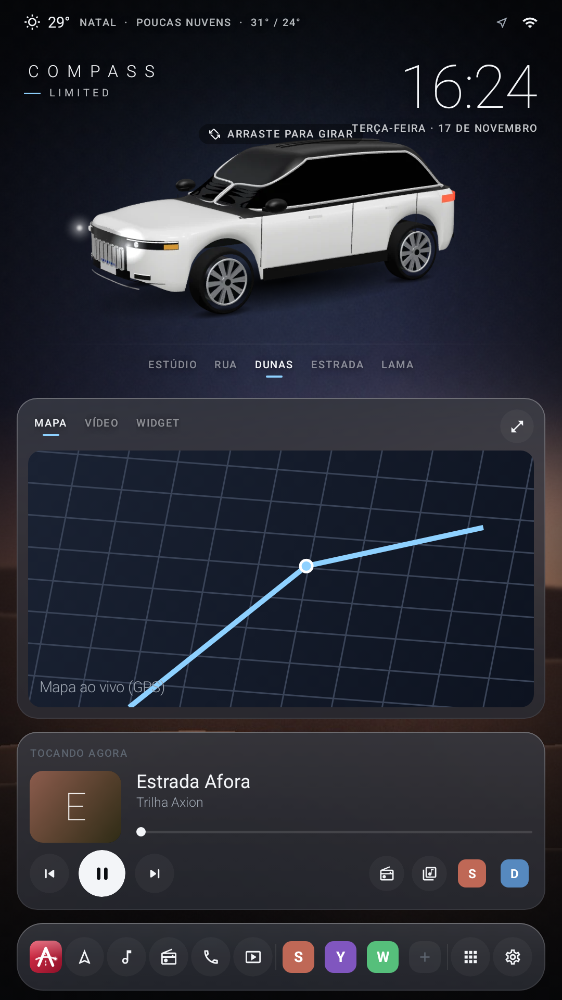 29° NATAL · POUCAS NUVENS · 31° / 24°
COMPASS
LIMITED
16:24
TERÇA-FEIRA · 17 DE NOVEMBRO
ARRASTE PARA GIRAR
ESTÚDIO RUA DUNAS ESTRADA LAMA
MAPA VÍDEO WIDGET
Mapa ao vivo (GPS)
TOCANDO AGORA
E
Estrada Afora
Trilha Axion
S D
S Y W